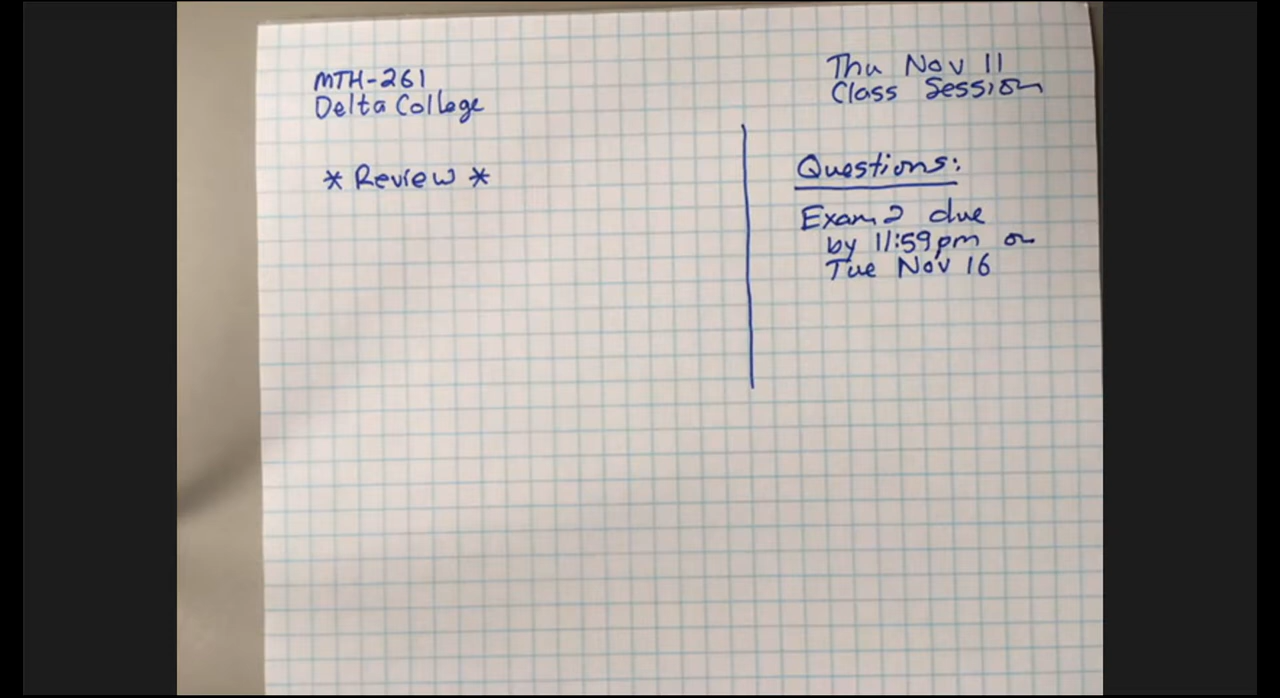 MTH-261
Delta College
* Review *
Thu Nov 11
Class Session
Questions:
Exam 2 due
by 11:59pm on
Tue Nov 16